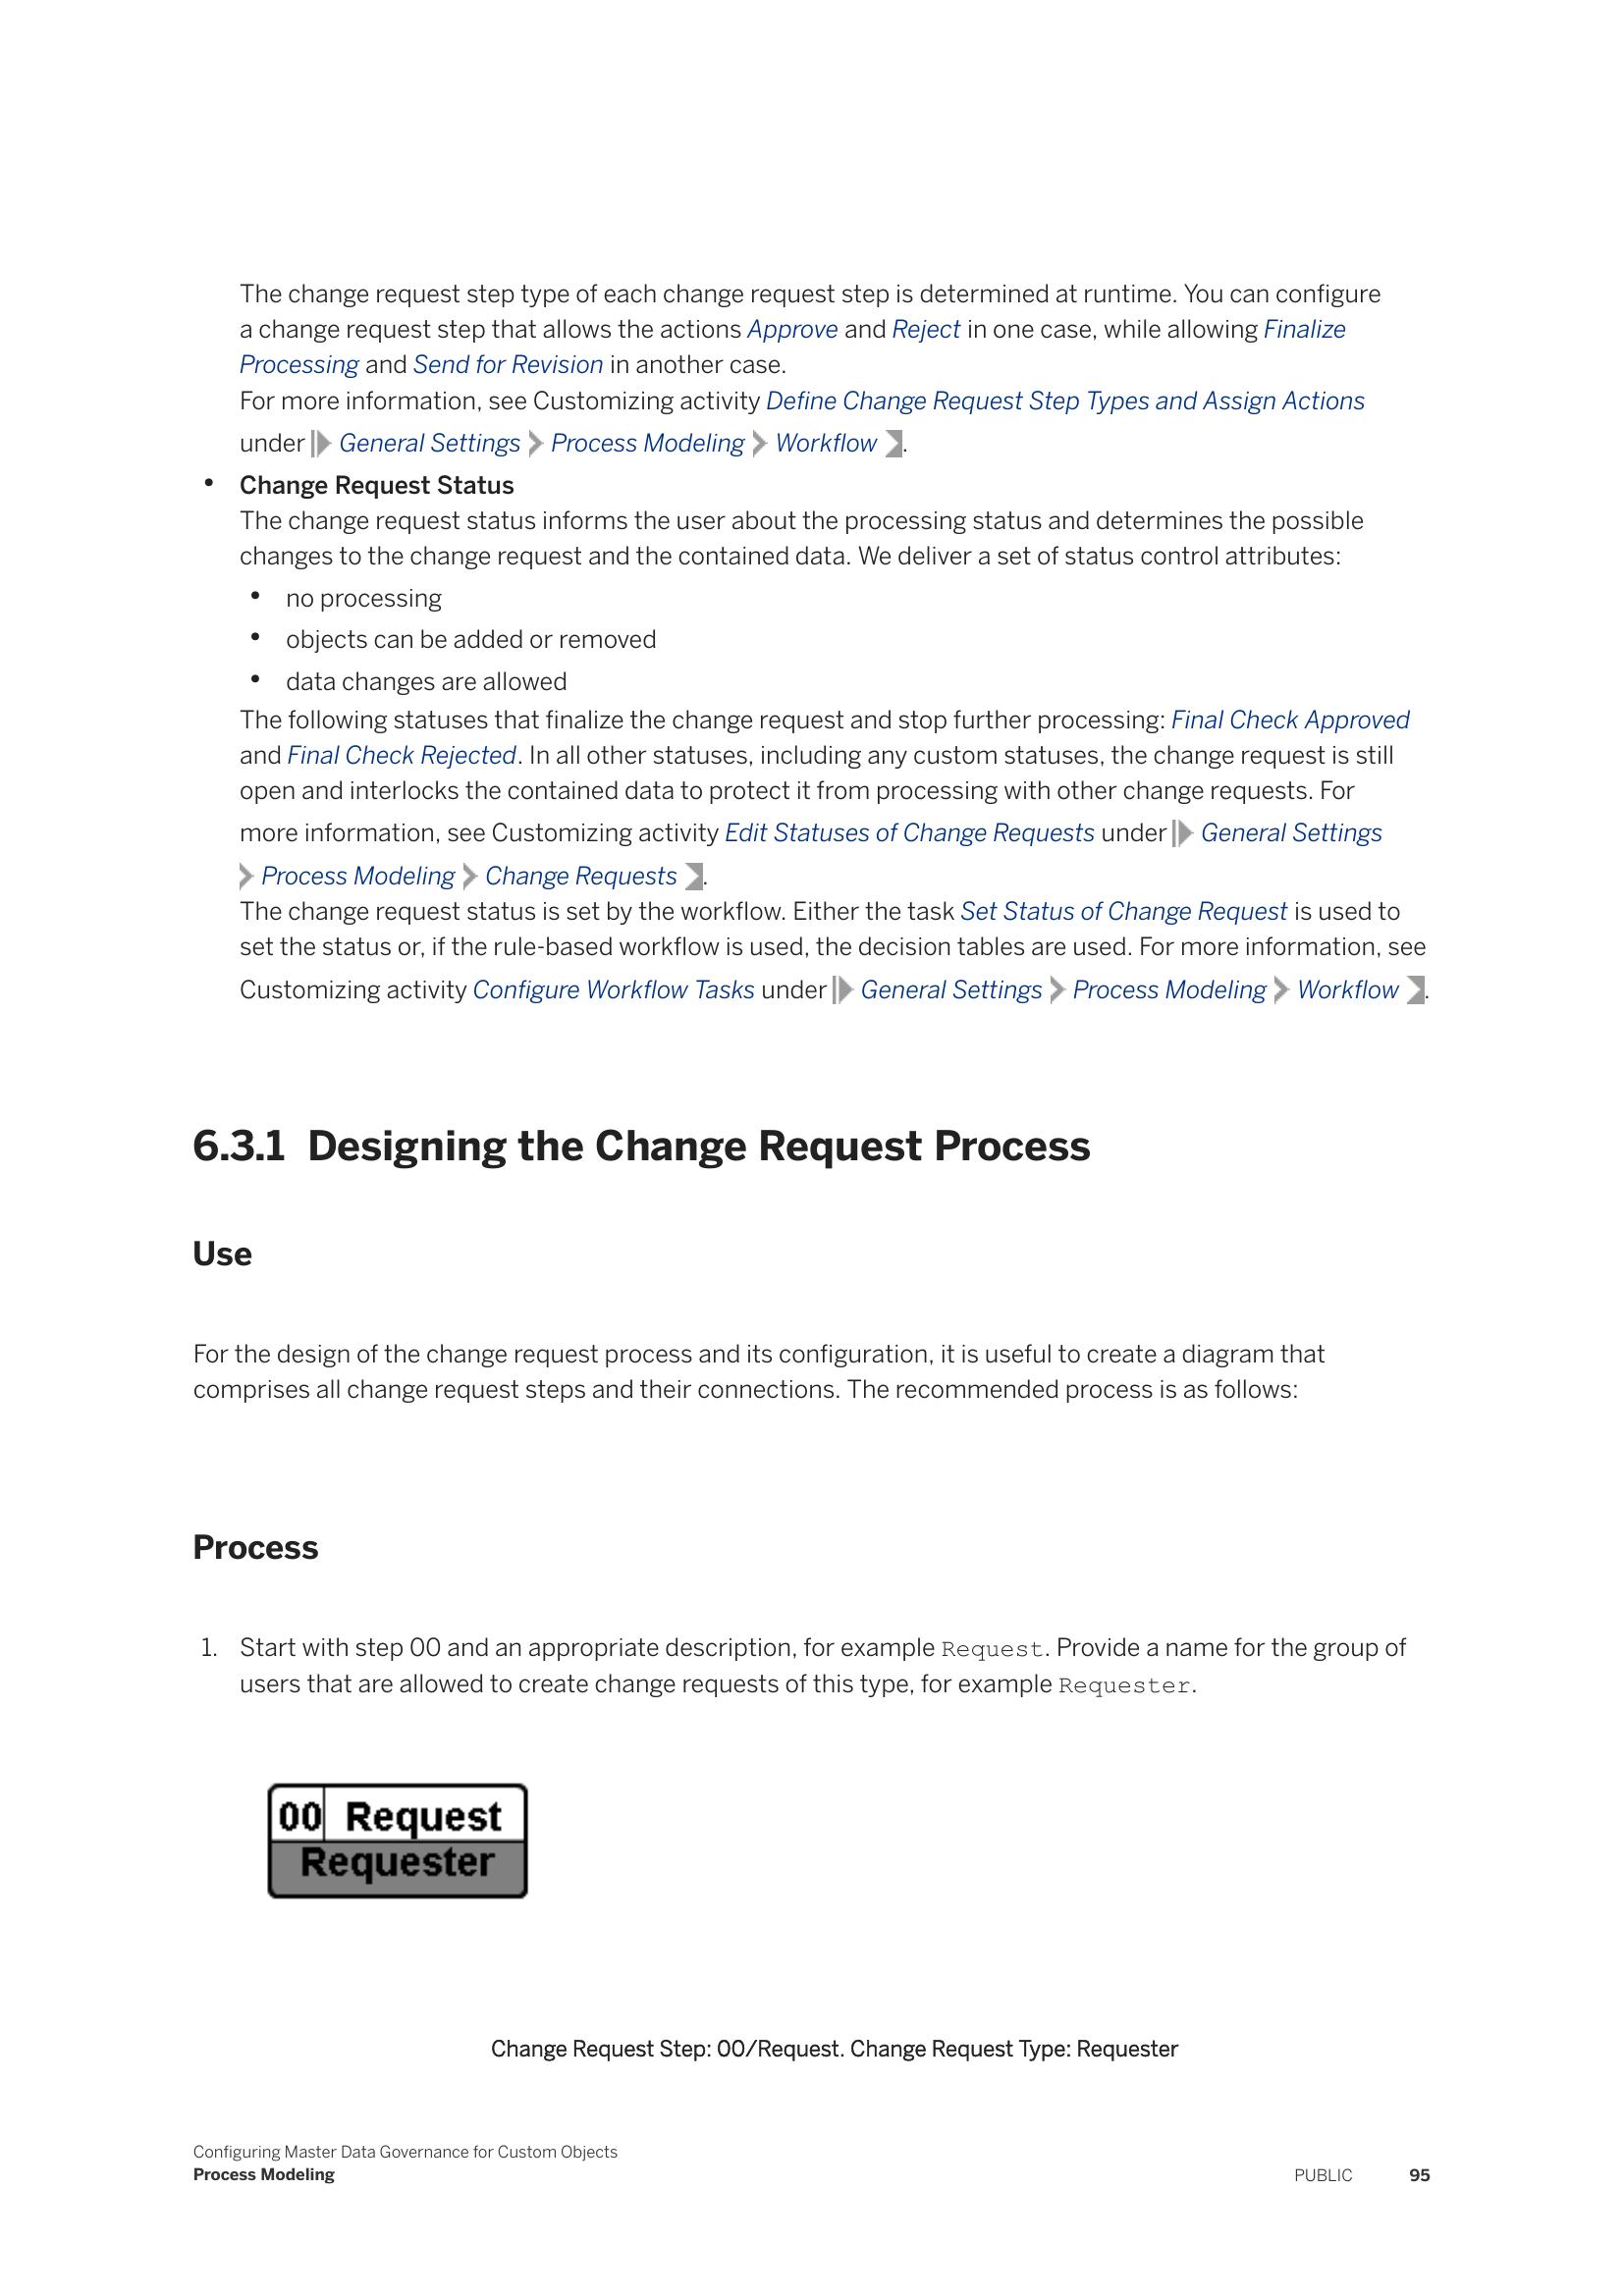 The change request step type of each change request step is determined at runtime. You can configure
a change request step that allows the actions Approve and Reject in one case, while allowing Finalize
Processing and Send for Revision in another case.
For more information, see Customizing activity Define Change Request Step Types and Assign Actions
under General Settings Process Modeling Workflow .
• Change Request Status
The change request status informs the user about the processing status and determines the possible
changes to the change request and the contained data. We deliver a set of status control attributes:
• no processing
• objects can be added or removed
• data changes are allowed
The following statuses that finalize the change request and stop further processing: Final Check Approved
and Final Check Rejected. In all other statuses, including any custom statuses, the change request is still
open and interlocks the contained data to protect it from processing with other change requests. For
more information, see Customizing activity Edit Statuses of Change Requests under General Settings
Process Modeling Change Requests .
The change request status is set by the workflow. Either the task Set Status of Change Request is used to
set the status or, if the rule-based workflow is used, the decision tables are used. For more information, see
Customizing activity Configure Workflow Tasks under General Settings Process Modeling Workflow .
6.3.1 Designing the Change Request Process
Use
For the design of the change request process and its configuration, it is useful to create a diagram that
comprises all change request steps and their connections. The recommended process is as follows:
Process
1. Start with step 00 and an appropriate description, for example Request. Provide a name for the group of
users that are allowed to create change requests of this type, for example Requester.
00 Request
Requester
Change Request Step: 00/Request. Change Request Type: Requester
Configuring Master Data Governance for Custom Objects
Process Modeling PUBLIC 95